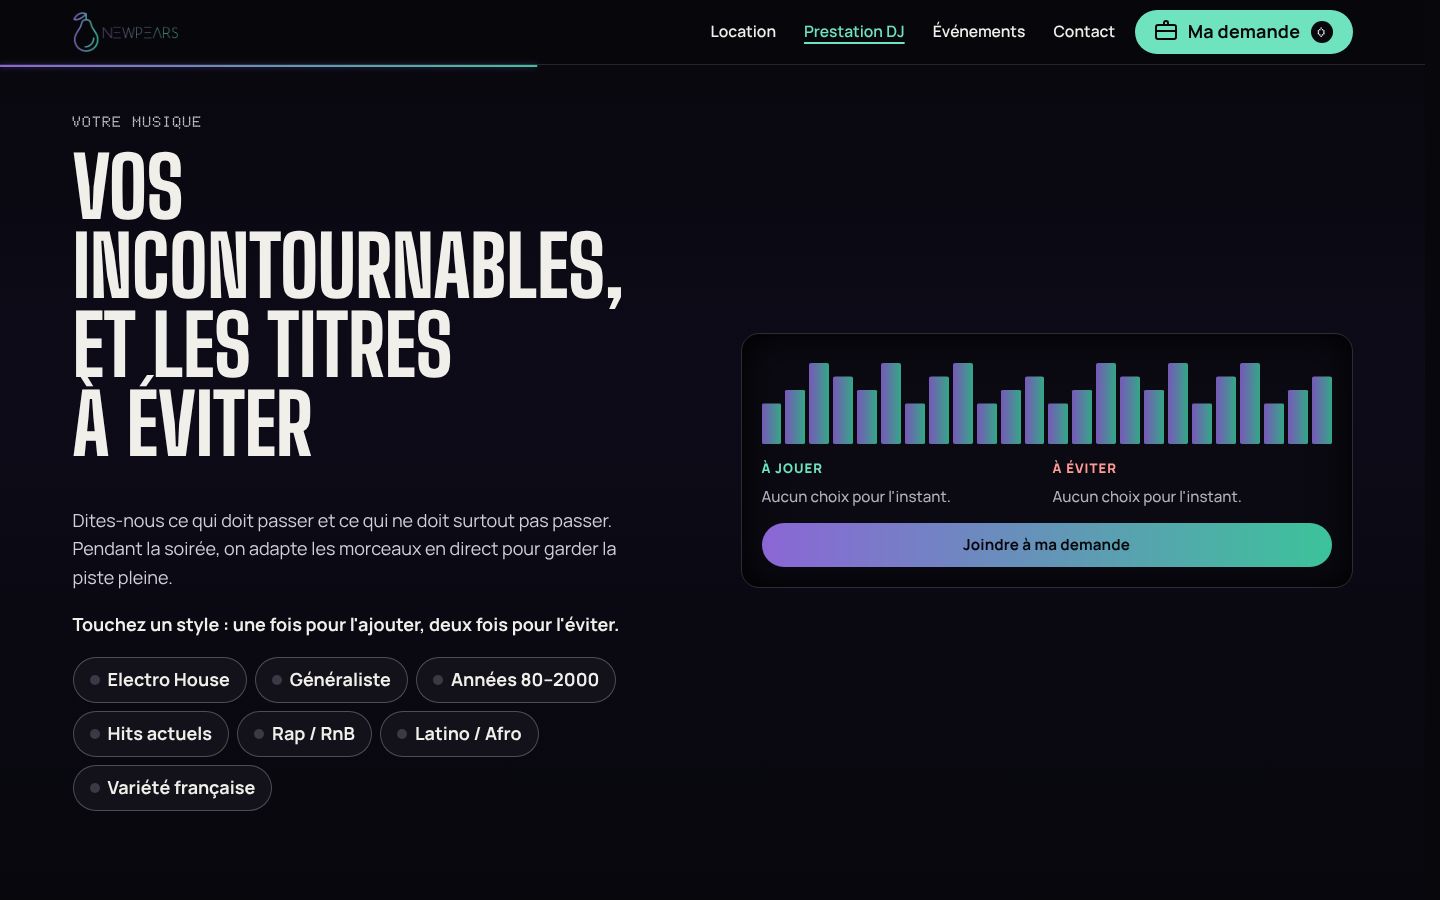 NEWPEARS
Location
Prestation DJ
Événements
Contact
Ma demande
0
VOTRE MUSIQUE
VOS
INCONTOURNABLES,
ET LES TITRES
À ÉVITER
Dites-nous ce qui doit passer et ce qui ne doit surtout pas passer.
Pendant la soirée, on adapte les morceaux en direct pour garder la
piste pleine.
Touchez un style : une fois pour l'ajouter, deux fois pour l'éviter.
Electro House
Généraliste
Années 80–2000
Hits actuels
Rap / RnB
Latino / Afro
Variété française
À JOUER
Aucun choix pour l'instant.
À ÉVITER
Aucun choix pour l'instant.
Joindre à ma demande